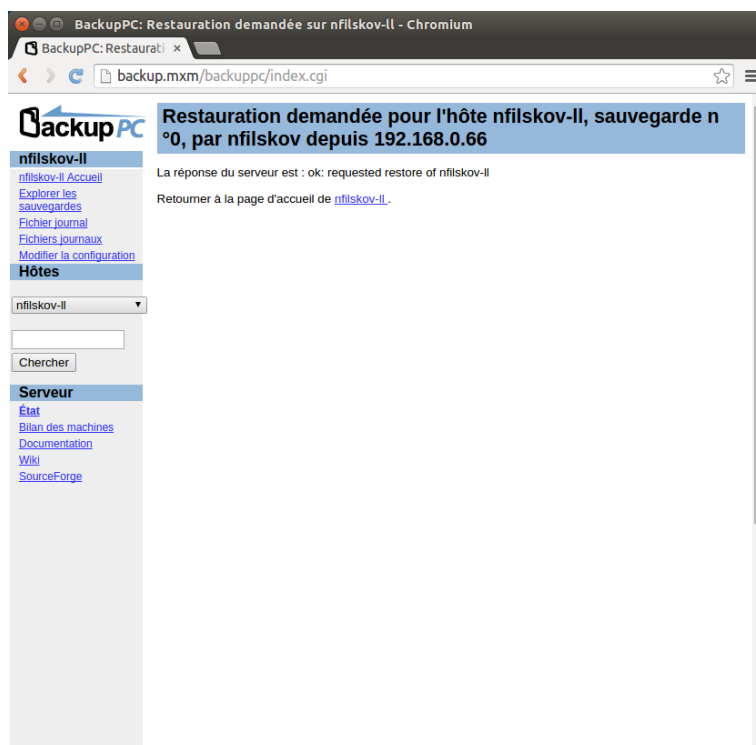 BackupPC: Restauration demandée sur nfilskov-ll - Chromium
BackupPC: Restaurati ×
backup.mxm/backuppc/index.cgi
BackupPC
nfilskov-ll
nfilskov-ll Accueil
Explorer les
sauvegardes
Fichier journal
Fichiers journaux
Modifier la configuration
Hôtes
nfilskov-ll
Chercher
Serveur
État
Bilan des machines
Documentation
Wiki
SourceForge
Restauration demandée pour l'hôte nfilskov-ll, sauvegarde n
°0, par nfilskov depuis 192.168.0.66
La réponse du serveur est : ok: requested restore of nfilskov-ll
Retourner à la page d'accueil de nfilskov-ll .